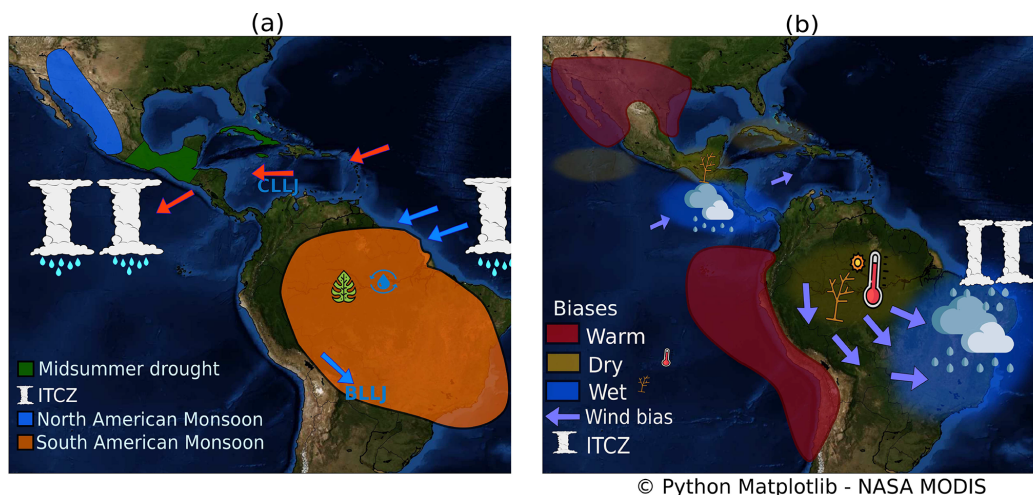 (a)
CLLJ
BLLJ
Midsummer drought
ITCZ
North American Monsoon
South American Monsoon
(b)
Biases
Warm
Dry
Wet
Wind bias
ITCZ
© Python Matplotlib - NASA MODIS